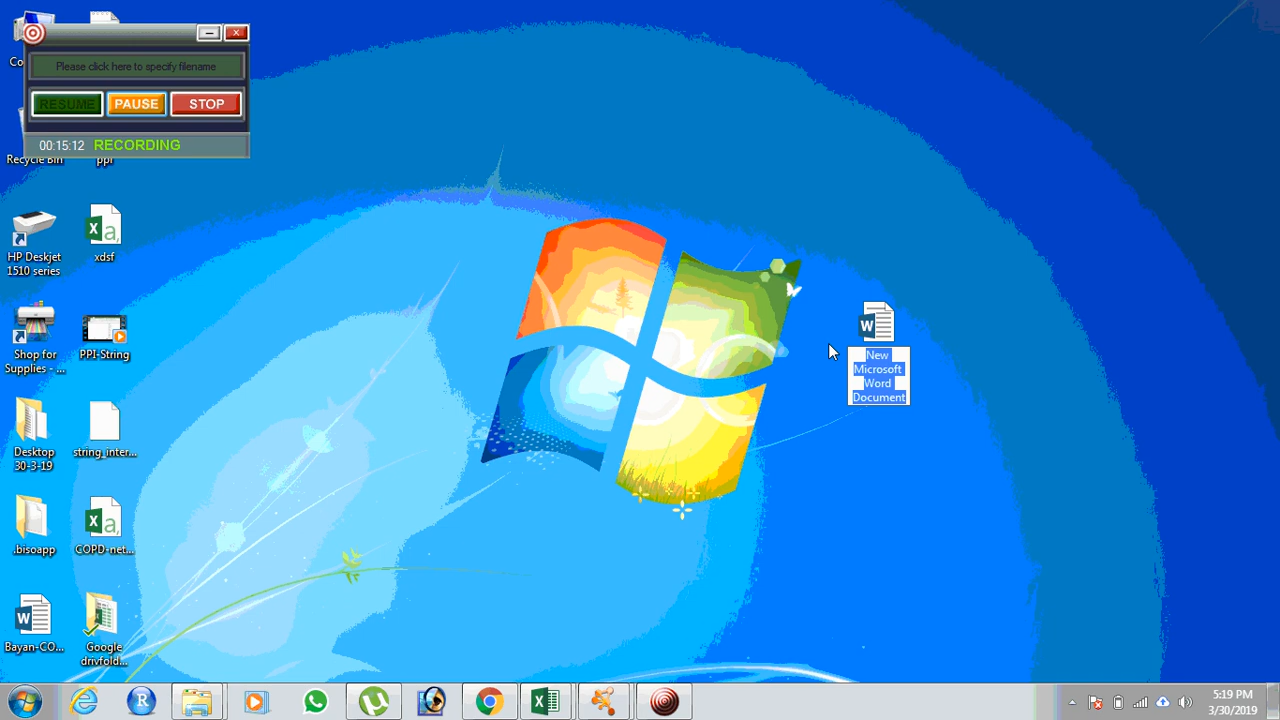 Please click here to specify filename
RESUME PAUSE STOP
00:15:12 RECORDING
Recycle Bin
ppi
HP Deskjet
1510 series
xdsf
Shop for
Supplies - ...
PPI-String
Desktop
30-3-19
string_inter...
.bisoapp
COPD-net...
Bayan-CO...
Google
drivfold...
New
Microsoft
Word
Document
5:19 PM
3/30/2019